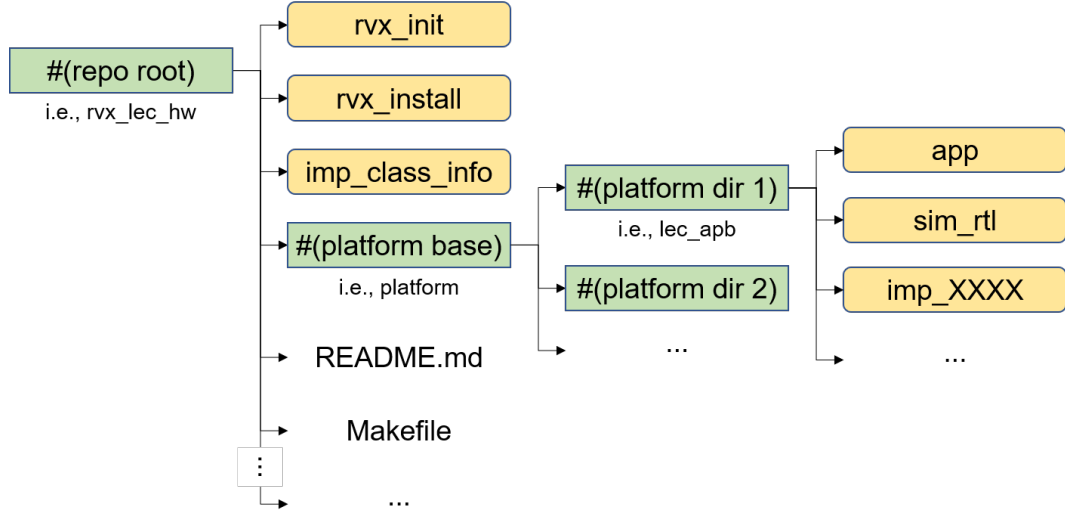 #(repo root)
i.e., rvx_lec_hw
rvx_init
rvx_install
imp_class_info
#(platform base)
i.e., platform
README.md
Makefile
⋮
...
#(platform dir 1)
i.e., lec_apb
#(platform dir 2)
...
app
sim_rtl
imp_XXXX
...